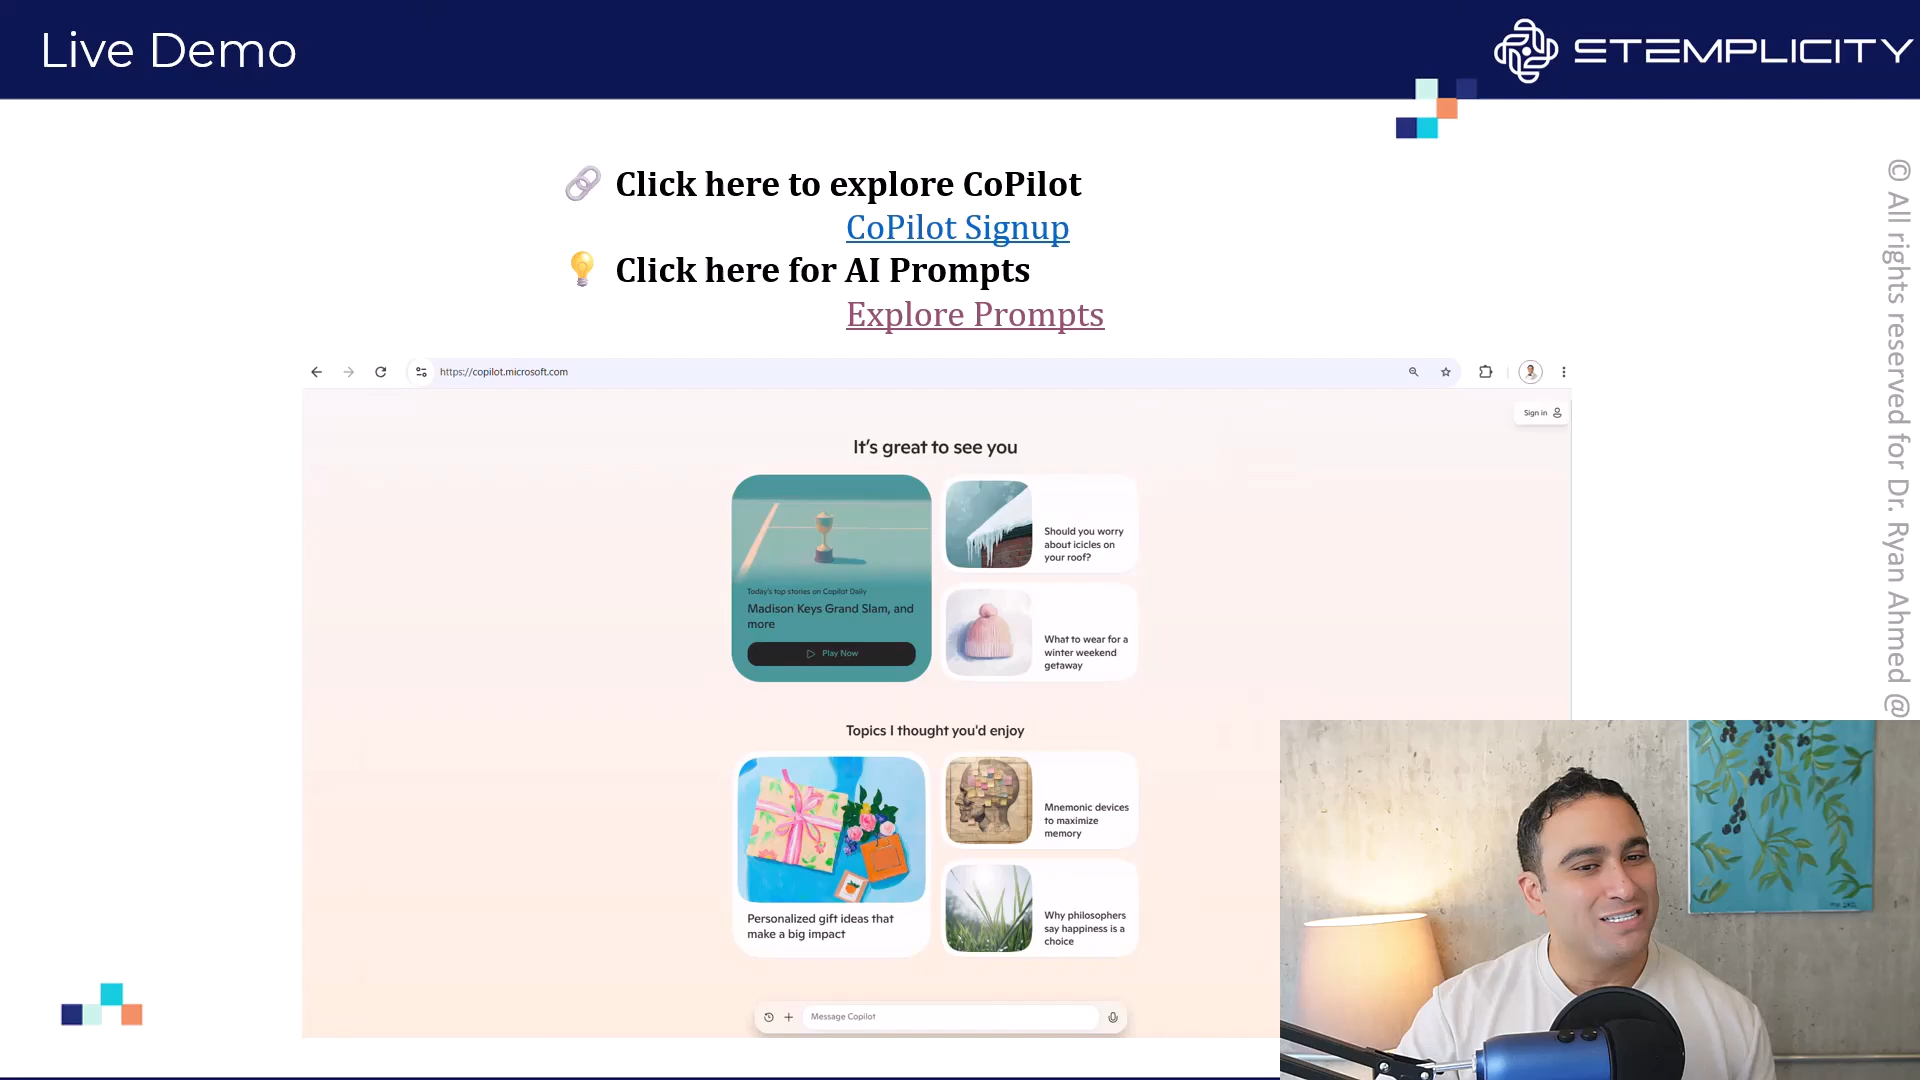 Live Demo
STEMPLICITY
🔗 Click here to explore CoPilot
CoPilot Signup
💡 Click here for AI Prompts
Explore Prompts
https://copilot.microsoft.com
Sign in
It's great to see you
Today's top stories on Copilot Daily
Madison Keys Grand Slam, and
more
Play Now
Should you worry
about icicles on
your roof?
What to wear for a
winter weekend
getaway
Topics I thought you'd enjoy
Personalized gift ideas that
make a big impact
Mnemonic devices
to maximize
memory
Why philosophers
say happiness is a
choice
Message Copilot
© All rights reserved for Dr. Ryan Ahmed @